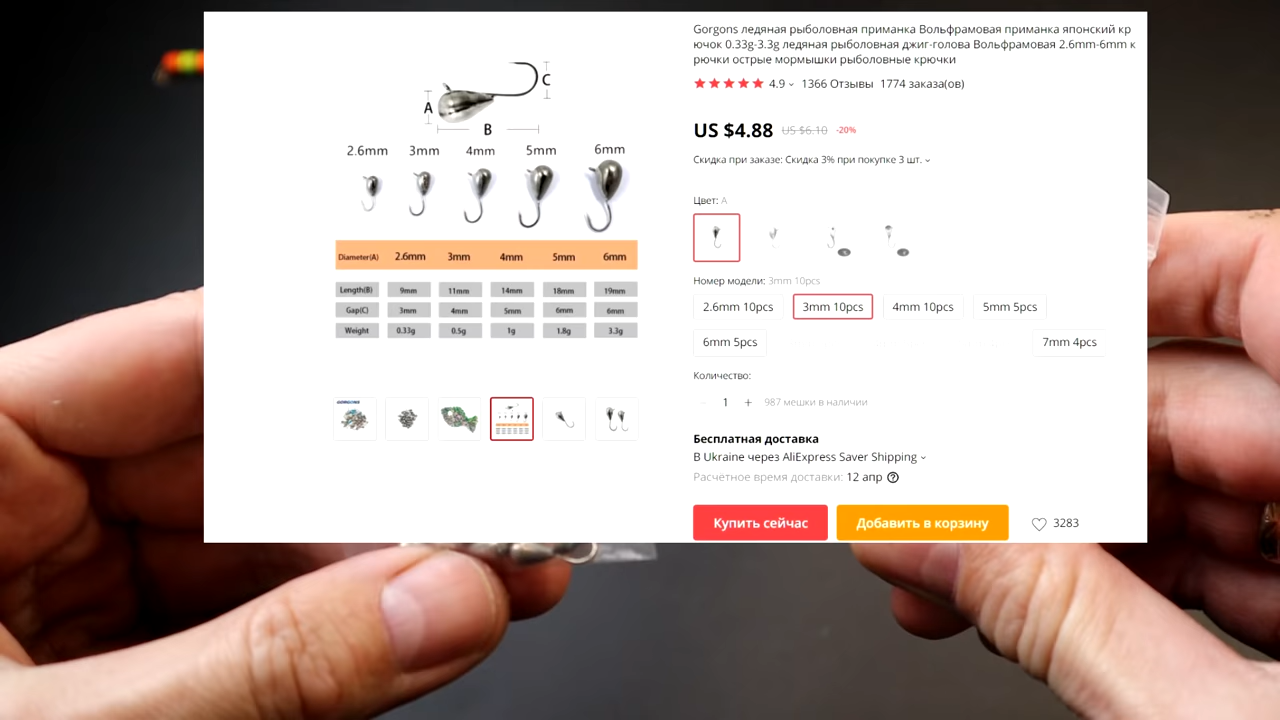 Gorgons ледяная рыболовная приманка Вольфрамовая приманка японский кр
ючок 0.33g-3.3g ледяная рыболовная джиг-голова Вольфрамовая 2.6mm-6mm к
рючки острые мормышки рыболовные крючки
4.9 1366 Отзывы 1774 заказа(ов)
US $4.88 US $6.10 -20%
Скидка при заказе: Скидка 3% при покупке 3 шт.
Цвет: A
Номер модели: 3mm 10pcs
2.6mm 10pcs 3mm 10pcs 4mm 10pcs 5mm 5pcs
6mm 5pcs 7mm 4pcs
Количество:
− 1 + 987 мешки в наличии
Бесплатная доставка
В Ukraine через AliExpress Saver Shipping
Расчетное время доставки: 12 апр ?
Купить сейчас Добавить в корзину 3283
C
A
B
2.6mm 3mm 4mm 5mm 6mm
Diameter(A) 2.6mm 3mm 4mm 5mm 6mm
Length(B) 9mm 11mm 14mm 18mm 19mm
Gap(C) 3mm 4mm 5mm 6mm 6mm
Weight 0.33g 0.5g 1g 1.8g 3.3g
GORGONS